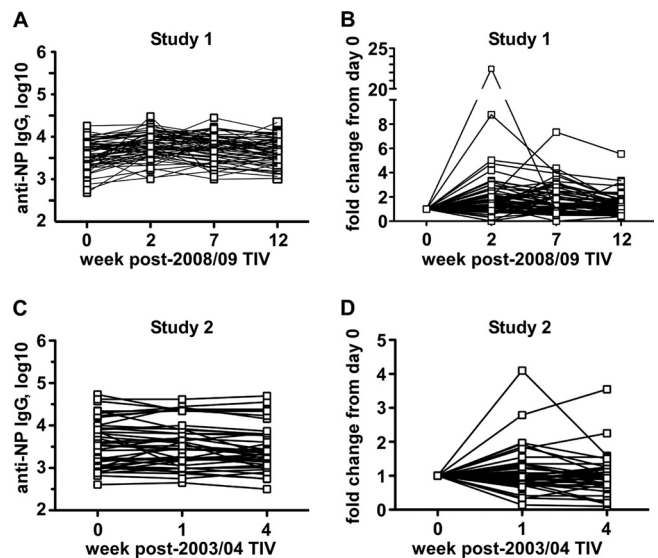 A
Study 1
anti-NP IgG, log10
6
5
4
4
3
2
0
2
7
12
week post-2008/09 TIV
B
Study 1
fold change from day 0
25
20
8
6
4
2
0
0
2
7
12
week post-2008/09 TIV
C
Study 2
anti-NP IgG, log10
6
5
5
4
3
2
0
1
4
week post-2003/04 TIV
D
Study 2
fold change from day 0
5
4
3
2
1
0
0
1
4
week post-2003/04 TIV